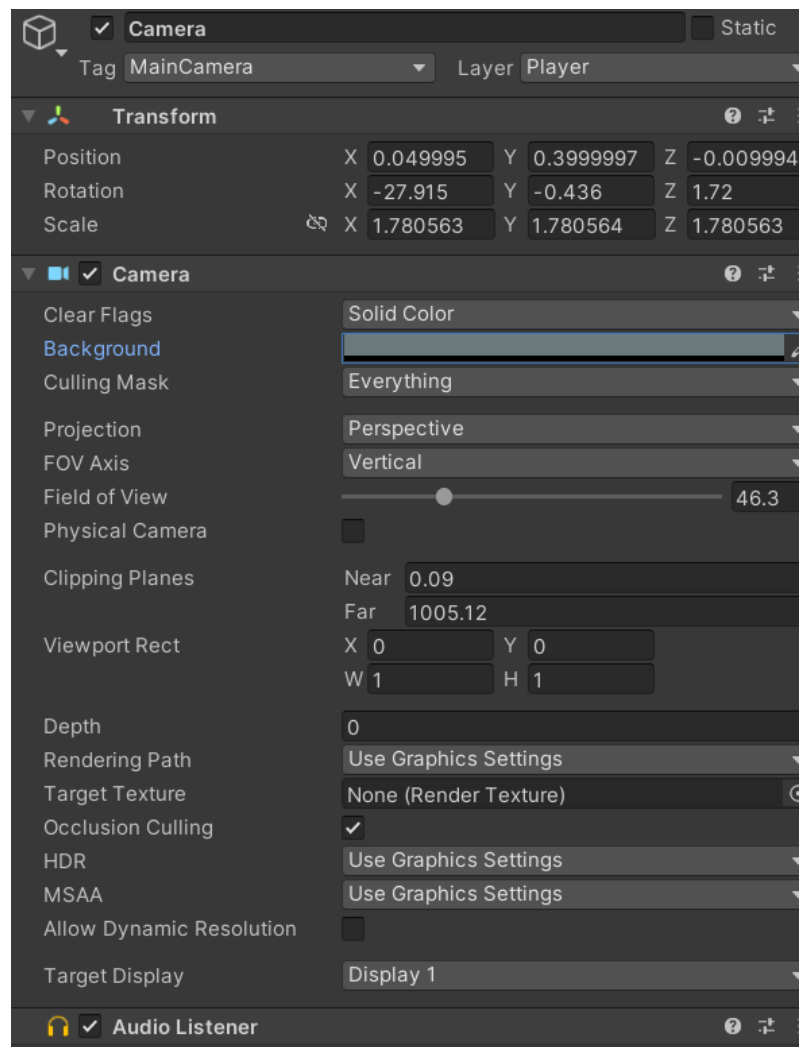 Camera Static
Tag MainCamera Layer Player
Transform
Position X 0.049995 Y 0.3999997 Z -0.009994
Rotation X -27.915 Y -0.436 Z 1.72
Scale X 1.780563 Y 1.780564 Z 1.780563
Camera
Clear Flags Solid Color
Background
Culling Mask Everything
Projection Perspective
FOV Axis Vertical
Field of View 46.3
Physical Camera
Clipping Planes Near 0.09
Far 1005.12
Viewport Rect X 0 Y 0
W 1 H 1
Depth 0
Rendering Path Use Graphics Settings
Target Texture None (Render Texture)
Occlusion Culling
HDR Use Graphics Settings
MSAA Use Graphics Settings
Allow Dynamic Resolution
Target Display Display 1
Audio Listener